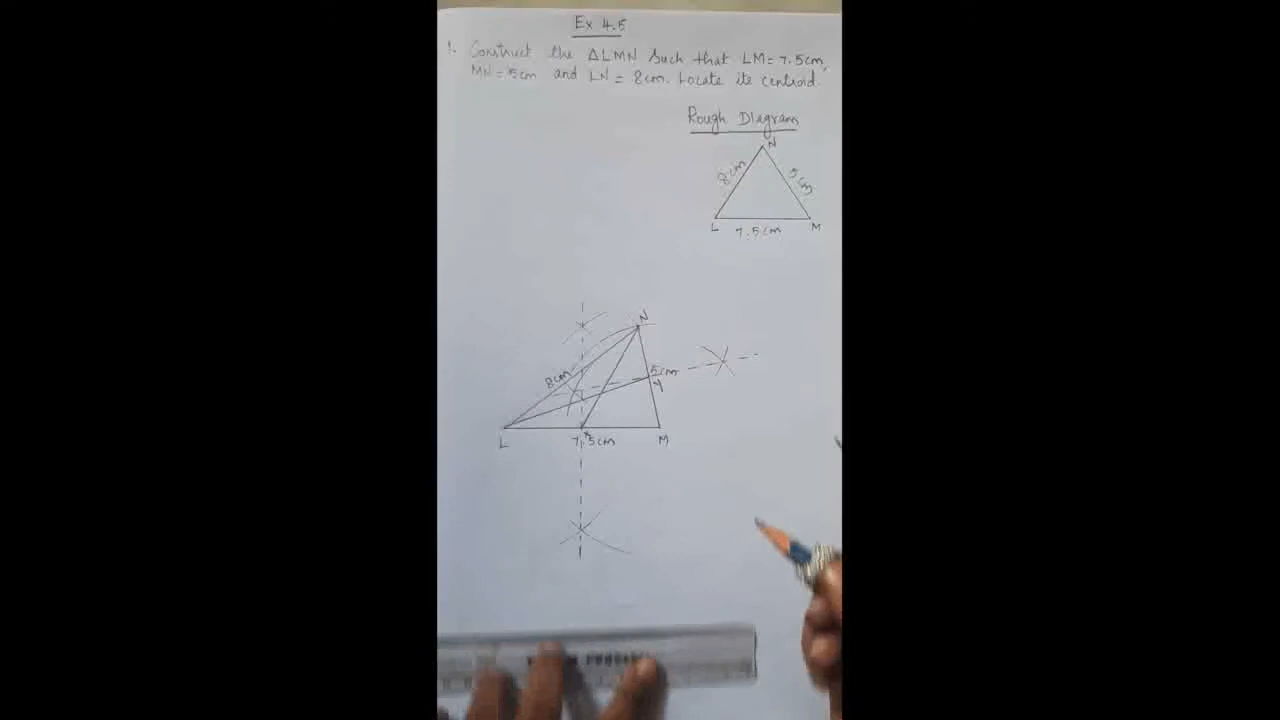 Ex 4.5
1. Construct the ΔLMN such that LM = 7.5cm,
MN = 5cm and LN = 8cm. Locate its centroid.
Rough Diagram
N
8cm
5cm
L
M
7.5cm
N
8cm
5cm
Y
L
7.5cm
M